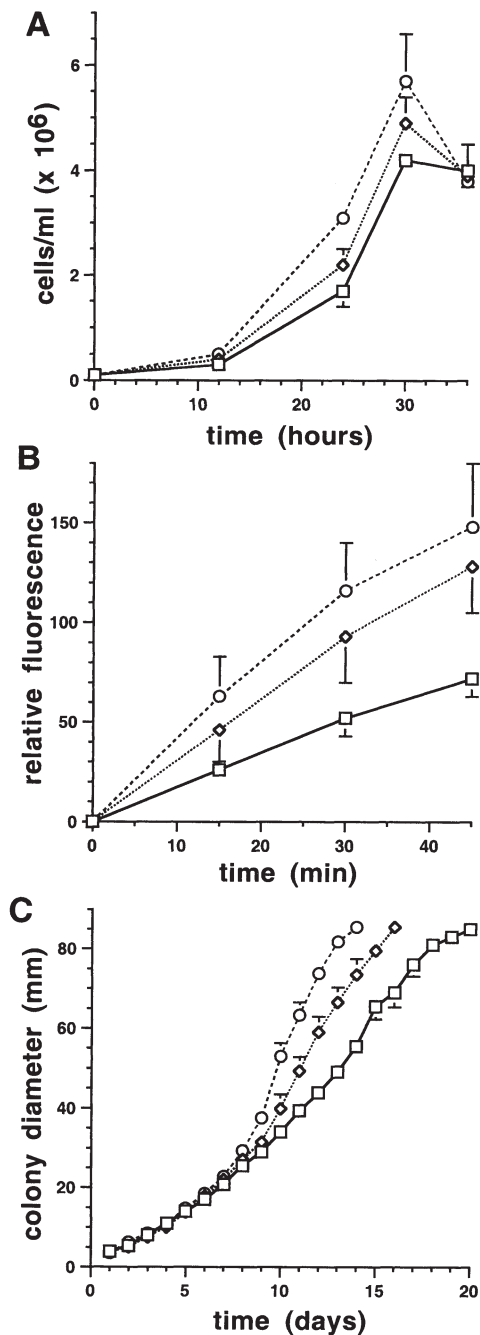 A
6
4
2
0
cells/ml (x 10⁶)
0 10 20 30
time (hours)
B
150
100
50
0
relative fluorescence
0 10 20 30 40
time (min)
C
80
60
40
20
0
colony diameter (mm)
0 5 10 15 20
time (days)